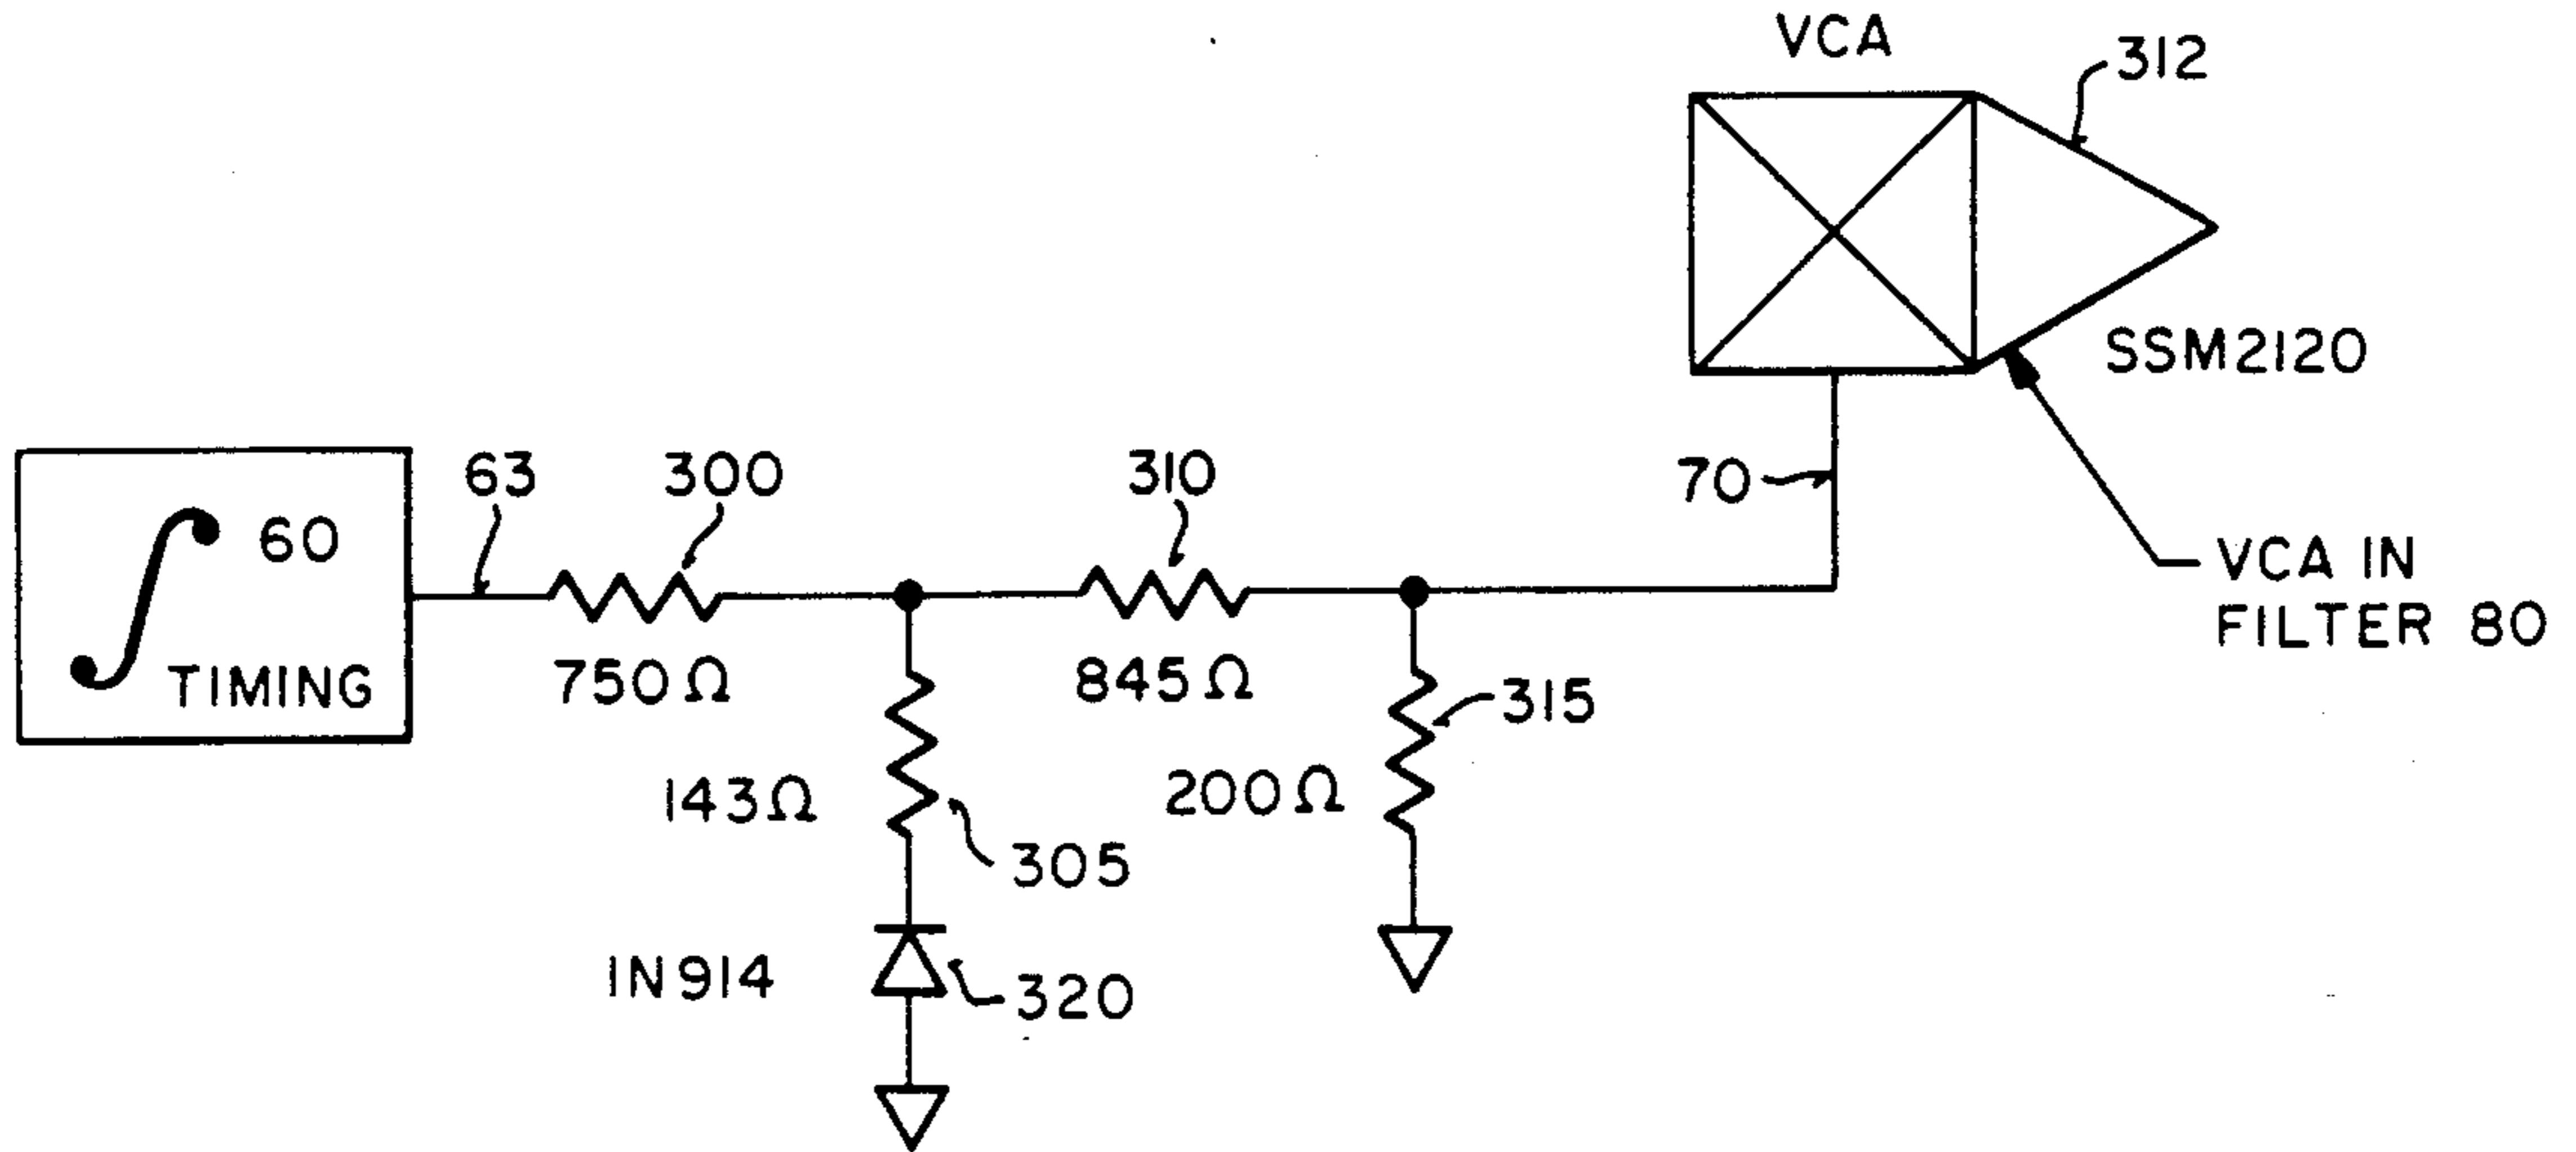 VCA
312
SSM2120
63
300
310
70
60
TIMING
VCA IN
FILTER 80
750Ω
845Ω
315
143Ω
200Ω
305
IN914
320